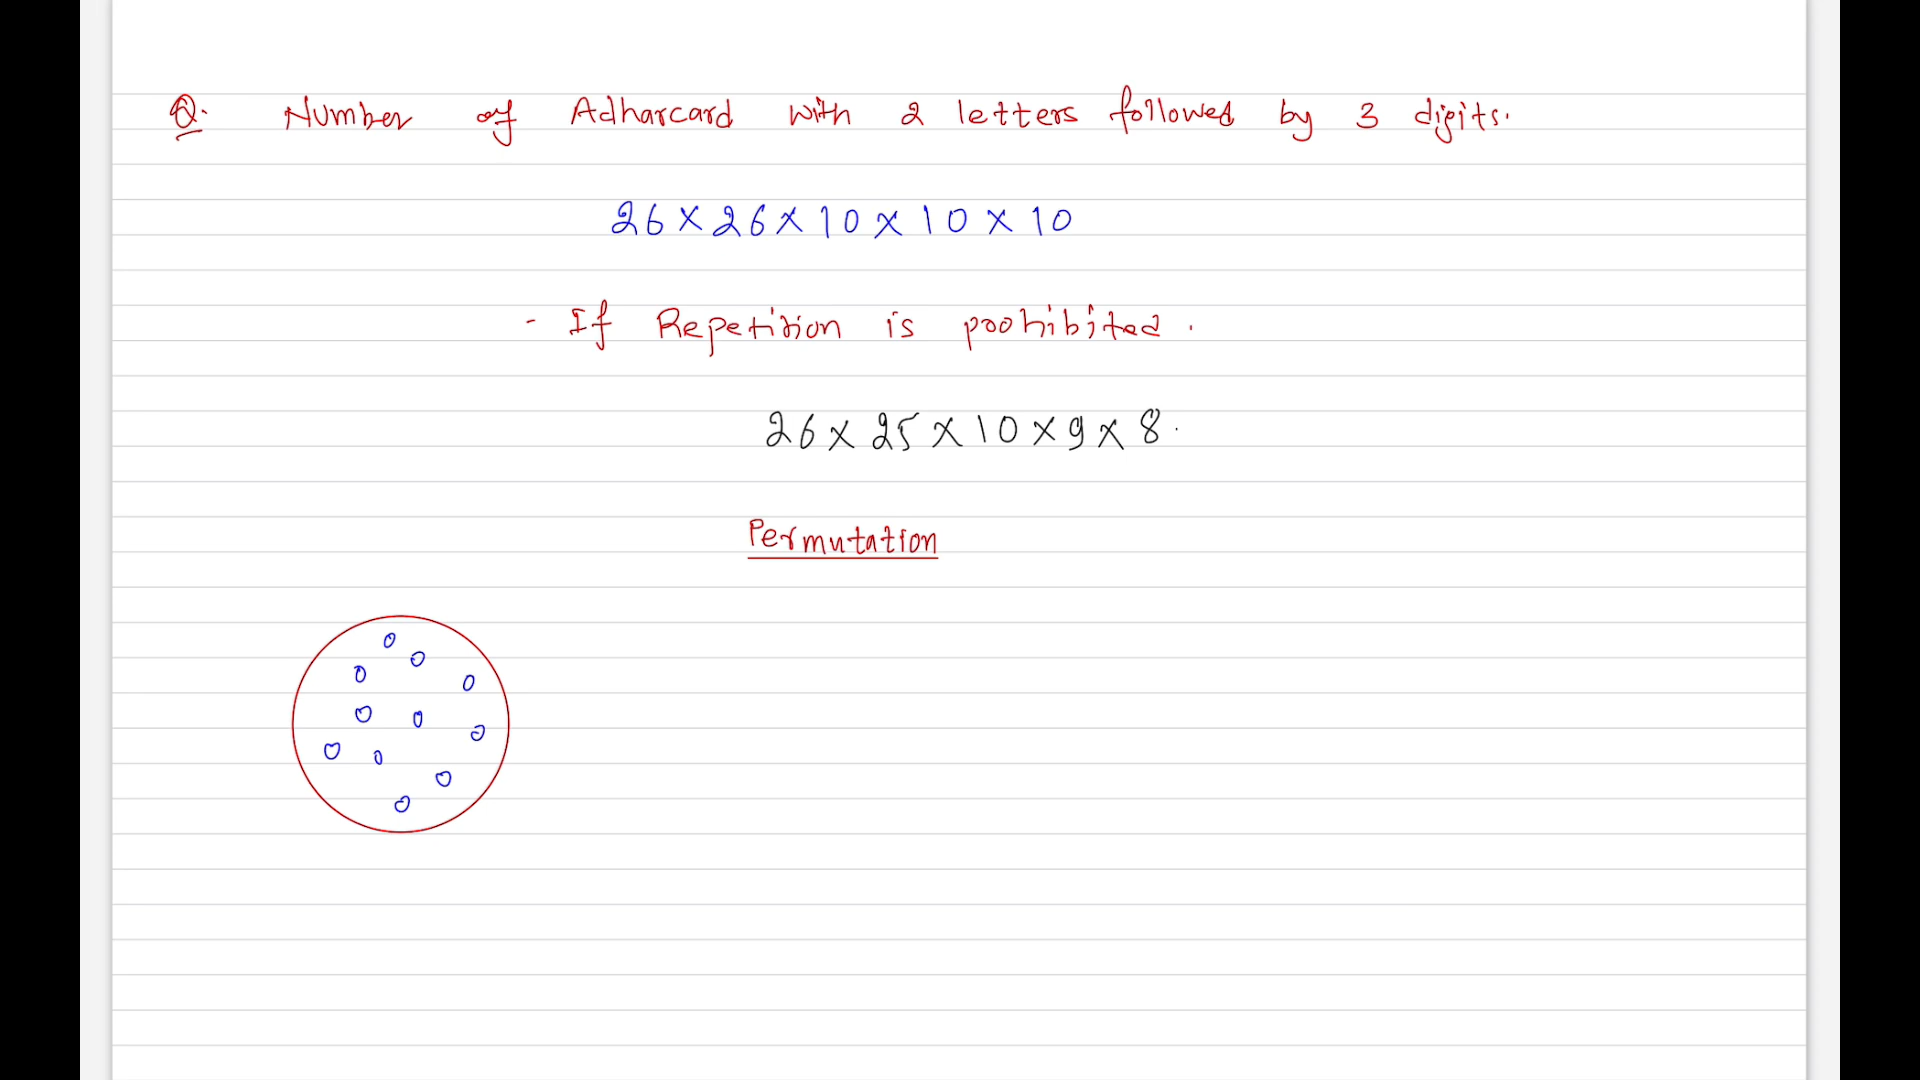 Q. Number of Adharcard with 2 letters followed by 3 digits.
26 × 26 × 10 × 10 × 10
- If Repetition is prohibited.
26 × 25 × 10 × 9 × 8.
Permutation